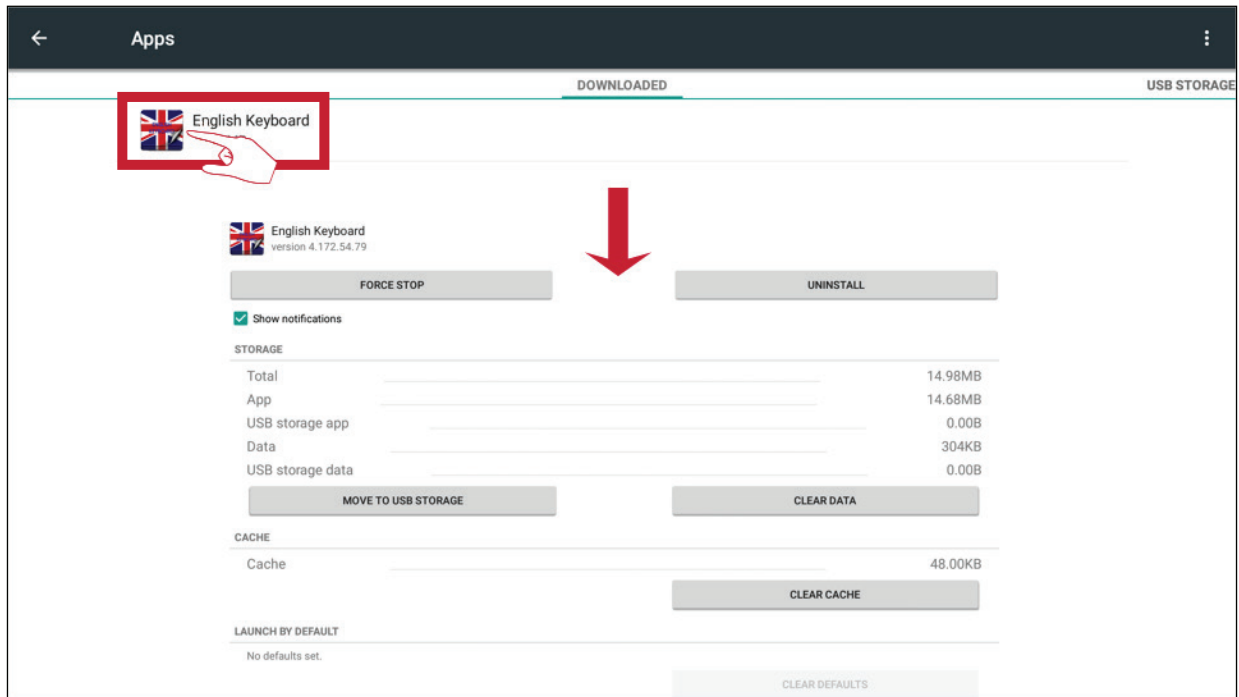 Apps
DOWNLOADED USB STORAGE
English Keyboard
English Keyboard
version 4.172.54.79
FORCE STOP UNINSTALL
Show notifications
STORAGE
Total 14.98MB
App 14.68MB
USB storage app 0.00B
Data 304KB
USB storage data 0.00B
MOVE TO USB STORAGE CLEAR DATA
CACHE
Cache 48.00KB
CLEAR CACHE
LAUNCH BY DEFAULT
No defaults set.
CLEAR DEFAULTS